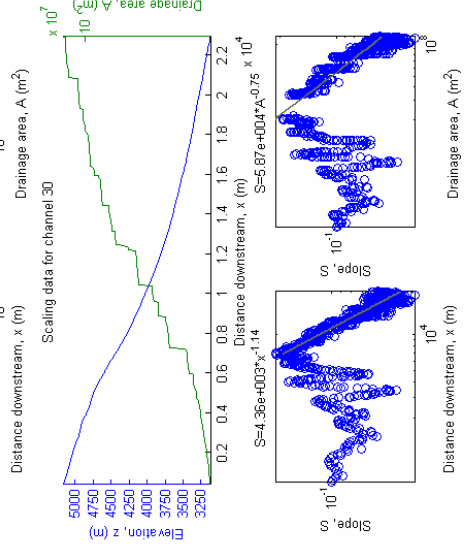 Distance downstream, x (m)
Drainage area, A (m²)
Scaling data for channel 30
x 10⁷
Drainage area, A (m²)
10
Elevation, z (m)
5000
4750
4500
4250
4000
3750
3500
3250
0.2
0.4
0.6
0.8
1
1.2
1.4
1.6
1.8
2
2.2
x 10⁴
Distance downstream, x (m)
S=4.36e+003*x^-1.14
Slope, S
10^-1
10⁴
Distance downstream, x (m)
S=5.87e+004*A^-0.75
Slope, S
10^-1
10⁸
Drainage area, A (m²)